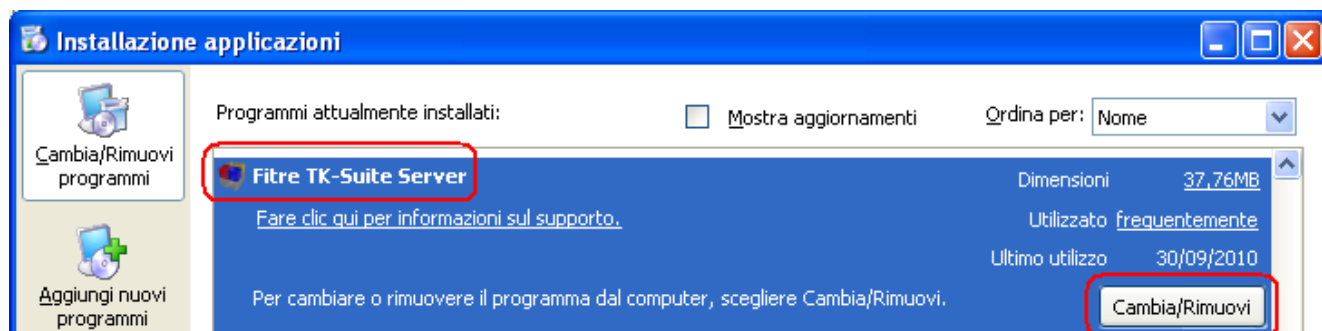 Installazione applicazioni
Cambia/Rimuovi
programmi
Aggiungi nuovi
programmi
Programmi attualmente installati:
Mostra aggiornamenti
Ordina per:
Nome
Fitre TK-Suite Server
Dimensioni 37,76MB
Fare clic qui per informazioni sul supporto.
Utilizzato frequentemente
Ultimo utilizzo 30/09/2010
Per cambiare o rimuovere il programma dal computer, scegliere Cambia/Rimuovi.
Cambia/Rimuovi